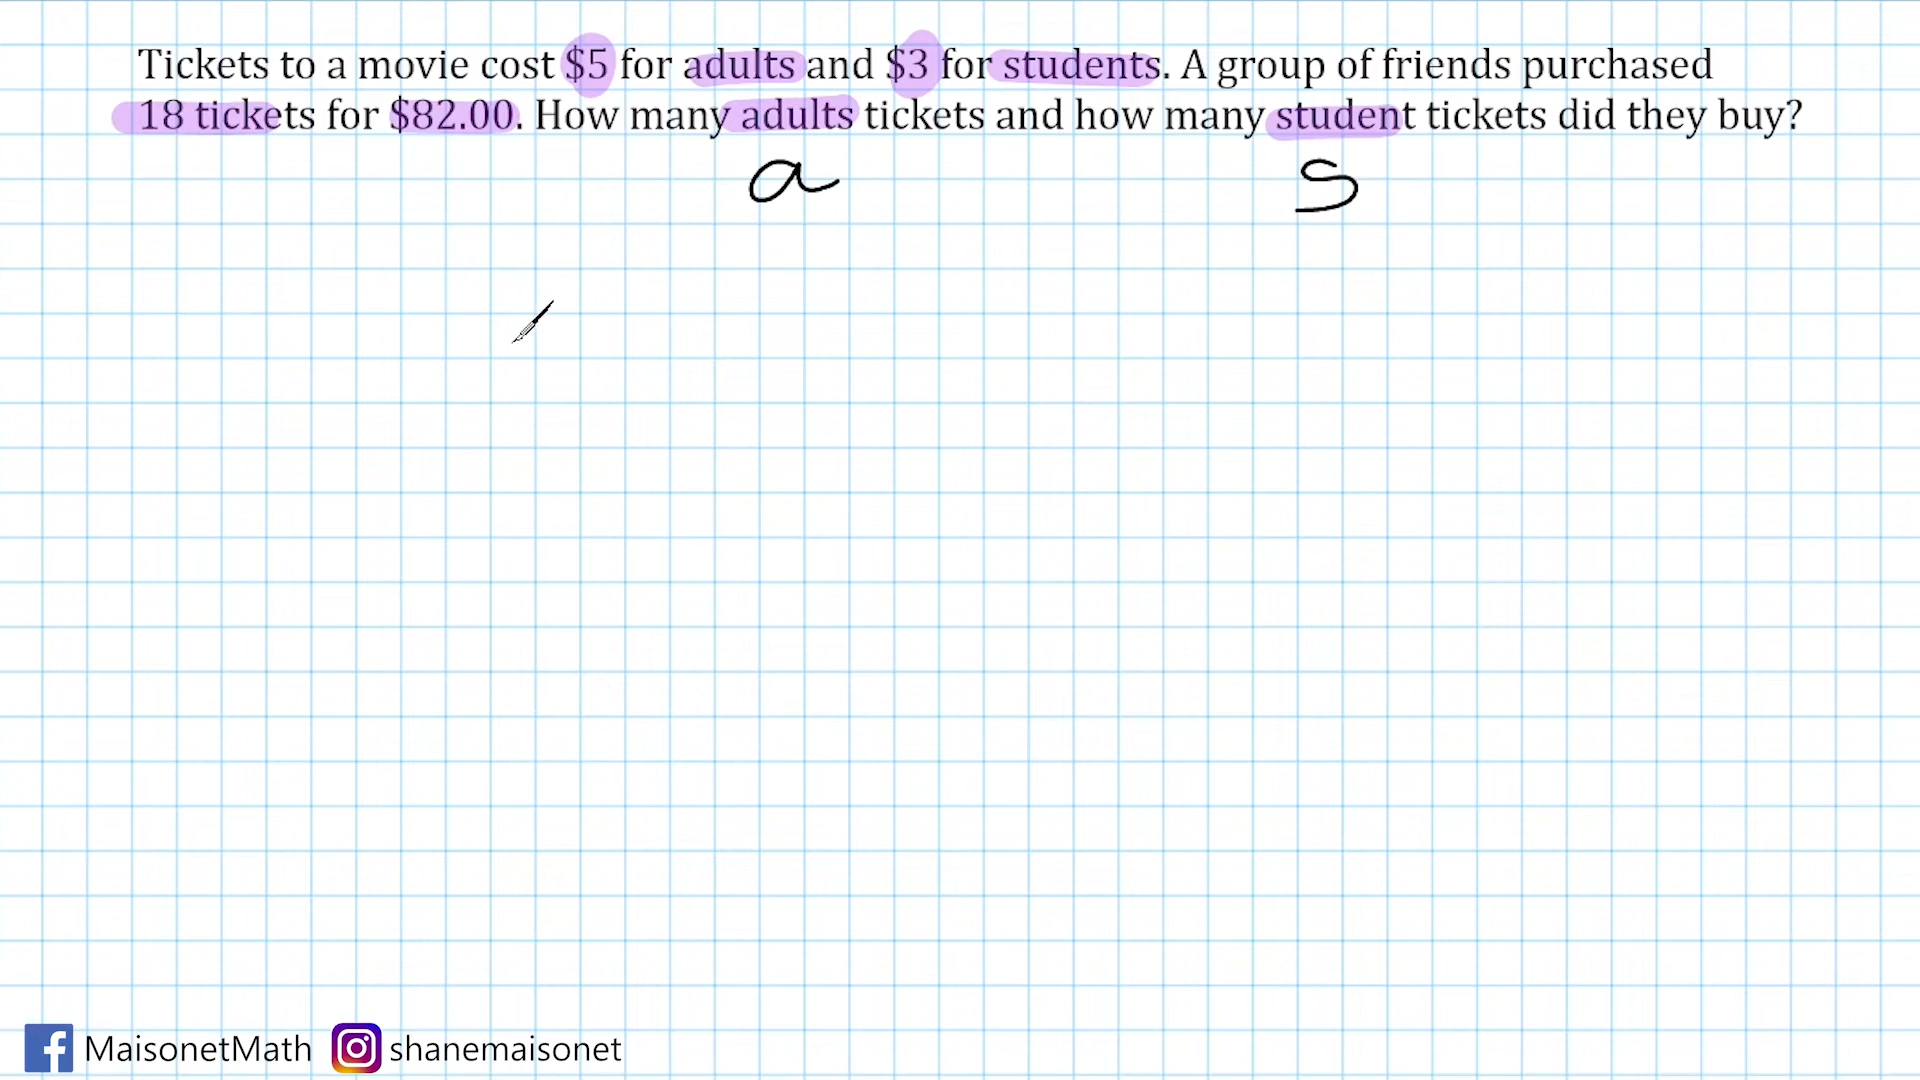 Tickets to a movie cost $5 for adults and $3 for students. A group of friends purchased
18 tickets for $82.00. How many adults tickets and how many student tickets did they buy?
a s
MaisonetMath shanemaisonet